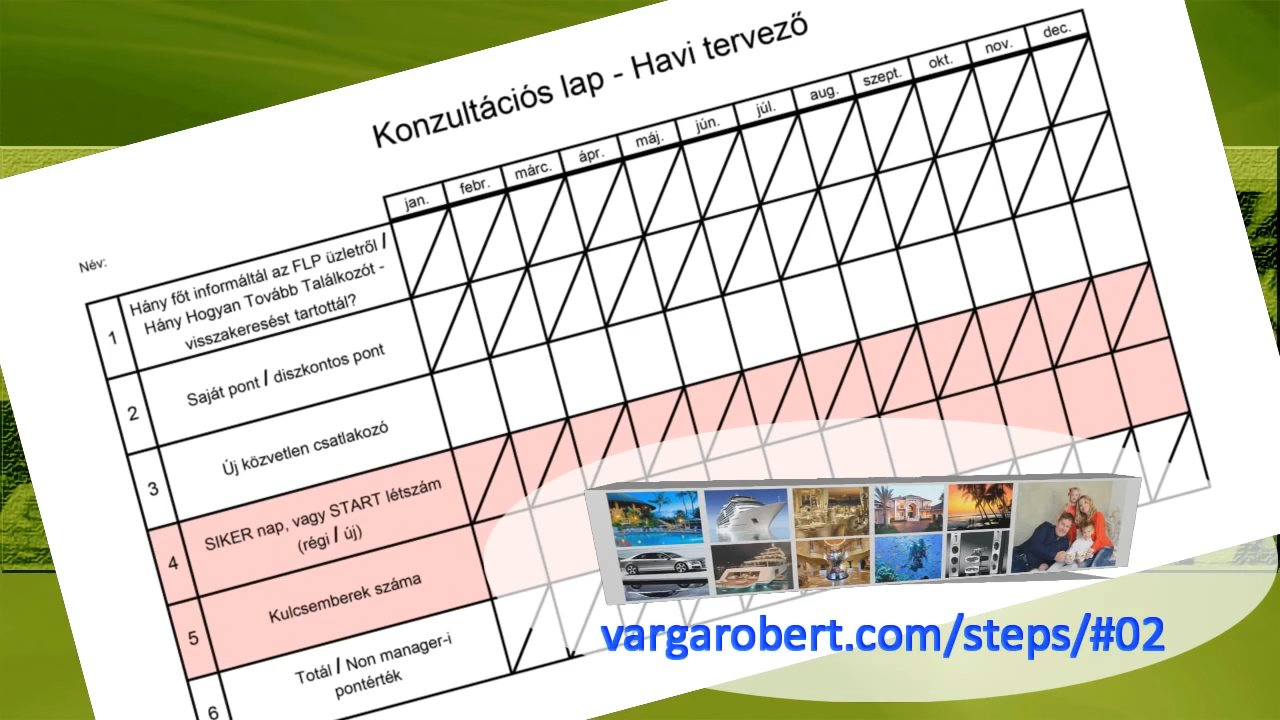 Konzultációs lap - Havi tervező
jan. febr. márc. ápr. máj. jún. júl. aug. szept. okt. nov. dec.
Név:
1
Hány főt informáltál az FLP üzletről /
Hány Hogyan Tovább Találkozót -
visszakeresést tartottál?
2
Saját pont / diszkontos pont
3
Új közvetlen csatlakozó
4
SIKER nap, vagy START létszám
(régi / új)
5
Kulcsemberek száma
6
Totál / Non manager-i
pontérték
vargarobert.com/steps/#02